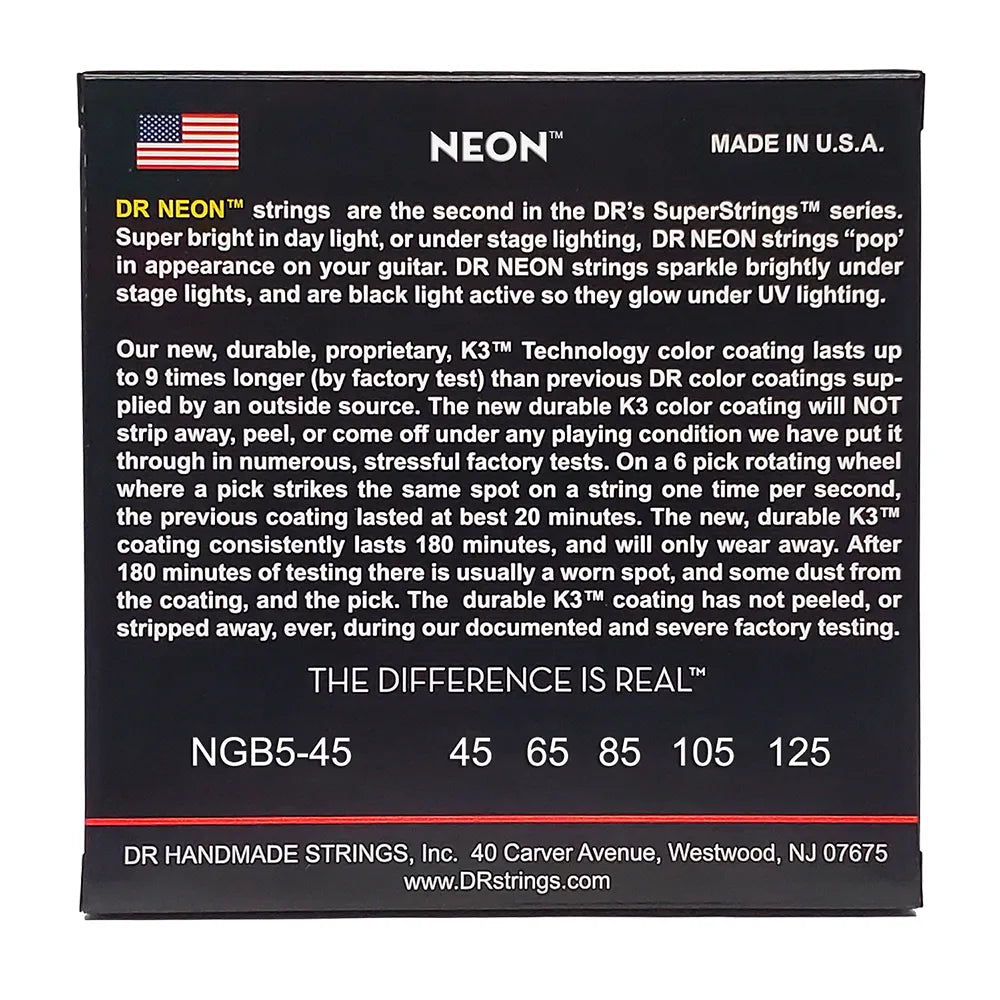 NEON™
MADE IN U.S.A.
DR NEON™ strings are the second in the DR's SuperStrings™ series.
Super bright in day light, or under stage lighting, DR NEON strings “pop’
in appearance on your guitar. DR NEON strings sparkle brightly under
stage lights, and are black light active so they glow under UV lighting.
Our new, durable, proprietary, K3™ Technology color coating lasts up
to 9 times longer (by factory test) than previous DR color coatings sup-
plied by an outside source. The new durable K3 color coating will NOT
strip away, peel, or come off under any playing condition we have put it
through in numerous, stressful factory tests. On a 6 pick rotating wheel
where a pick strikes the same spot on a string one time per second,
the previous coating lasted at best 20 minutes. The new, durable K3™
coating consistently lasts 180 minutes, and will only wear away. After
180 minutes of testing there is usually a worn spot, and some dust from
the coating, and the pick. The durable K3™ coating has not peeled, or
stripped away, ever, during our documented and severe factory testing.
THE DIFFERENCE IS REAL™
NGB5-45 45 65 85 105 125
DR HANDMADE STRINGS, Inc. 40 Carver Avenue, Westwood, NJ 07675
www.DRstrings.com